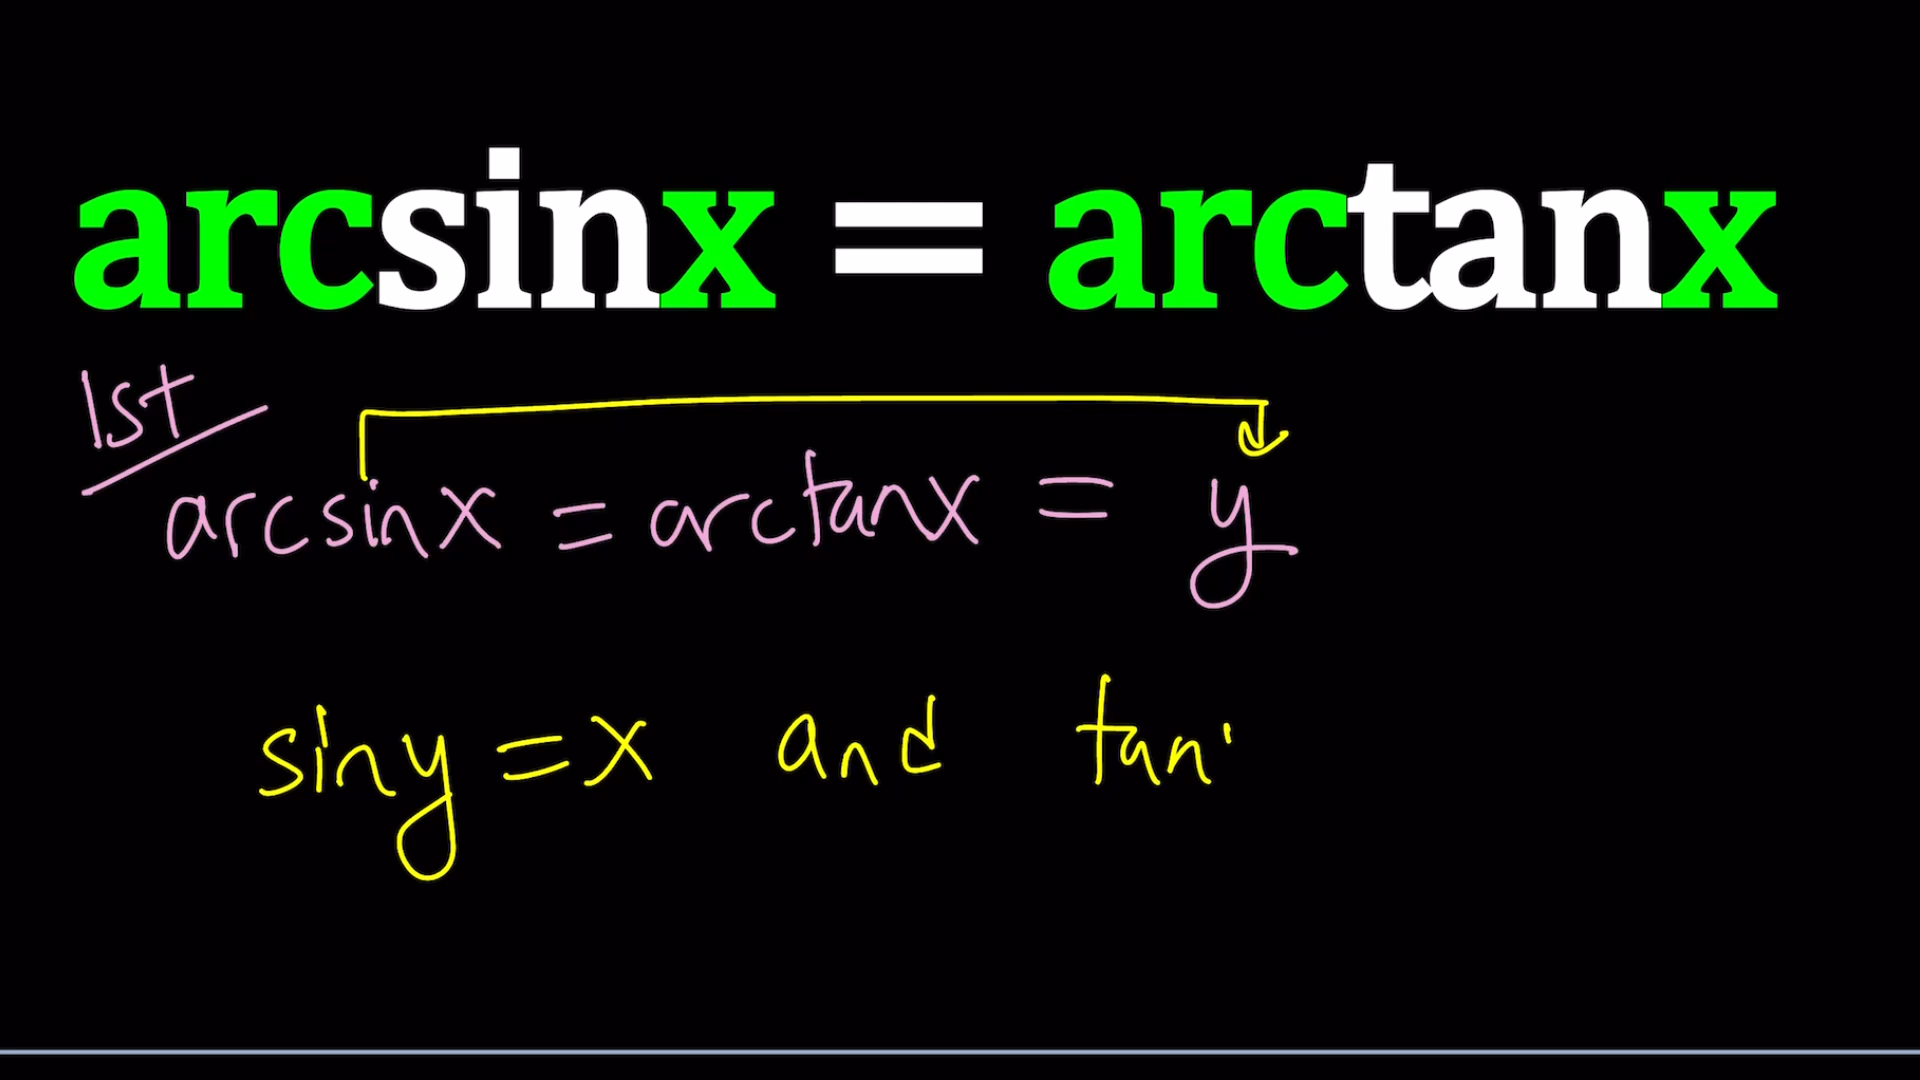 arcsinx = arctanx
1st
arcsinx = arctanx = y
siny = x and tan